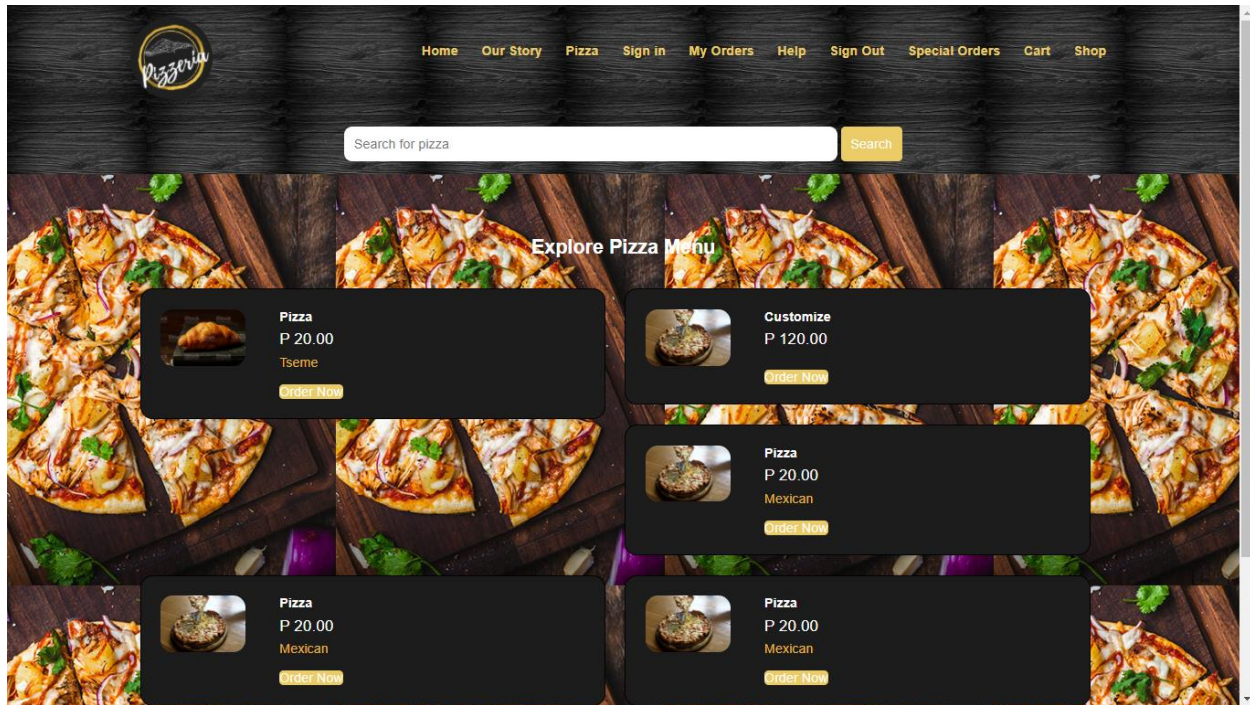 Pizzeria
Home Our Story Pizza Sign in My Orders Help Sign Out Special Orders Cart Shop
Search for pizza Search
Explore Pizza Menu
Pizza
P 20.00
Tseme
Order Now
Customize
P 120.00
Order Now
Pizza
P 20.00
Mexican
Order Now
Pizza
P 20.00
Mexican
Order Now
Pizza
P 20.00
Mexican
Order Now